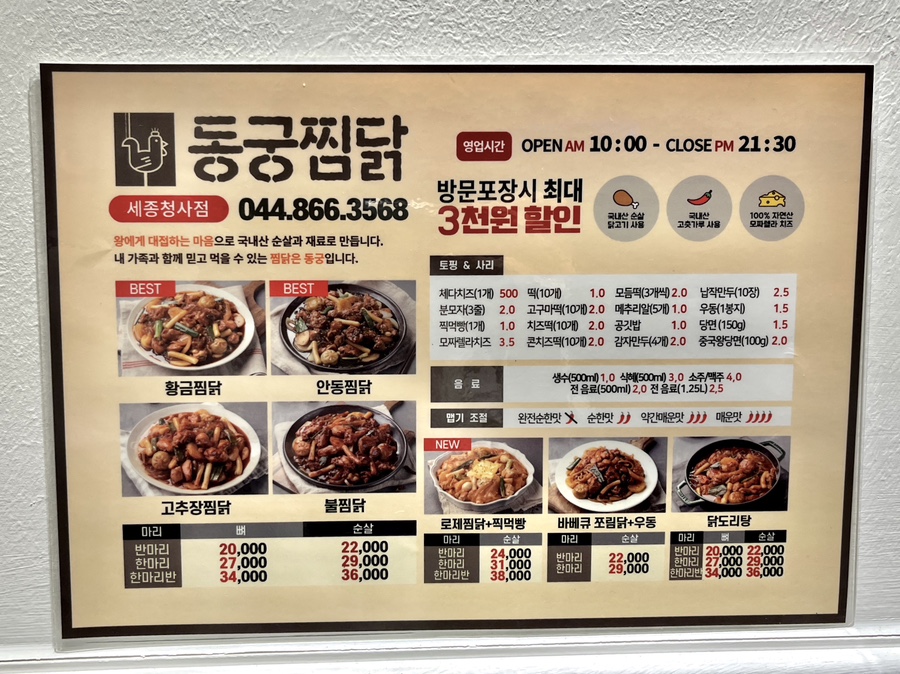 동궁찜닭
세종청사점 044.866.3568
왕에게 대접하는 마음으로 국내산 순살과 재료로 만듭니다.
내 가족과 함께 믿고 먹을 수 있는 찜닭은 동궁입니다.
영업시간 OPEN AM 10:00 - CLOSE PM 21:30
방문포장시 최대
3천원 할인
국내산 순살
닭고기 사용
국내산
고춧가루 사용
100% 자연산
모짜렐라 치즈
BEST
황금찜닭
BEST
안동찜닭
고추장찜닭
불찜닭
마리 뼈 순살
반마리 20,000 22,000
한마리 27,000 29,000
한마리반 34,000 36,000
토핑 & 사리
체다치즈(1개) 500 떡(10개) 1.0 모듬떡(3개씩) 2.0 납작만두(10장) 2.5
분모자(3줄) 2.0 고구마떡(10개) 2.0 메추리알(5개) 1.0 우동(1봉지) 1.5
찍먹빵(1개) 1.0 치즈떡(10개) 2.0 공깃밥 1.0 당면 (150g) 1.5
모짜렐라치즈 3.5 콘치즈떡(10개) 2.0 감자만두(4개) 2.0 중국왕당면(100g) 2.0
음 료
생수(500ml) 1,0 식혜(500ml) 3,0 소주/맥주 4,0
전 음료(500ml) 2,0 전 음료(1.25L) 2,5
맵기 조절 완전순한맛 순한맛 약간매운맛 매운맛
NEW
로제찜닭+찍먹빵
마리 순살
반마리 24,000
한마리 31,000
한마리반 38,000
바베큐 쪼림닭+우동
마리 순살
반마리 22,000
한마리 29,000
닭도리탕
마리 뼈 순살
반마리 20,000 22,000
한마리 27,000 29,000
한마리반 34,000 36,000